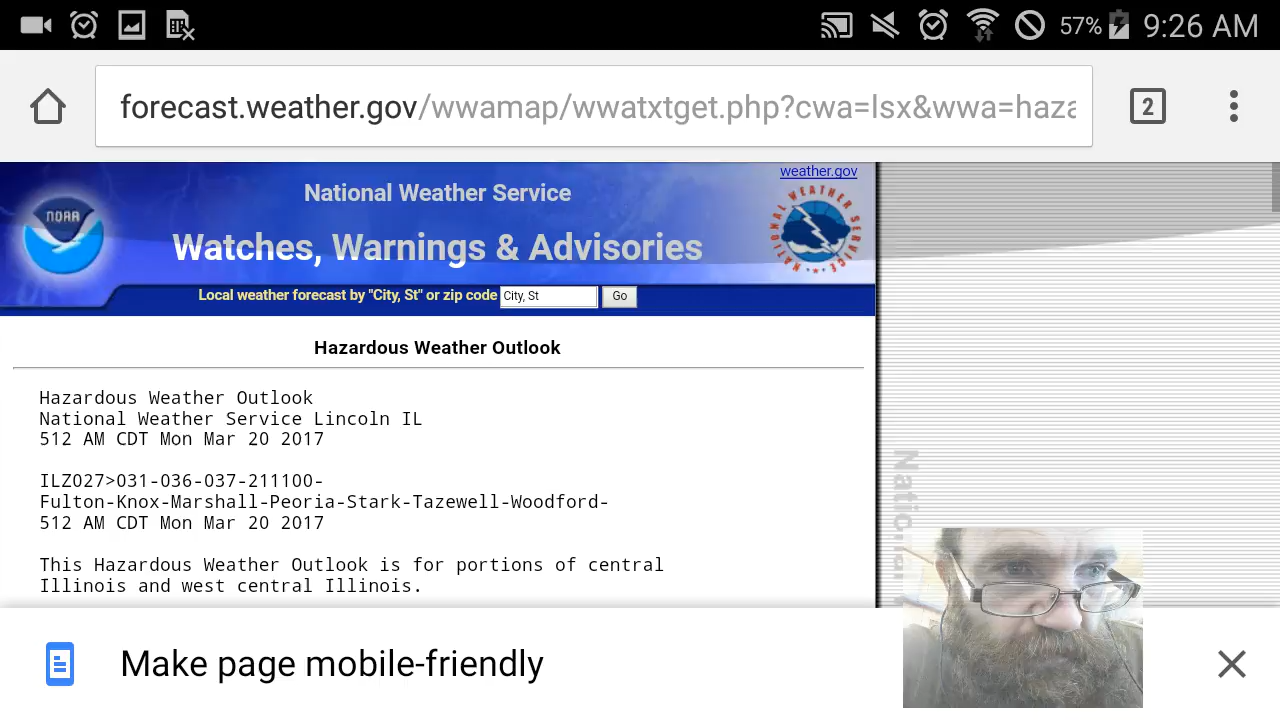 57% 9:26 AM
forecast.weather.gov/wwamap/wwatxtget.php?cwa=lsx&wwa=haza
2
weather.gov
NOAA
National Weather Service
NATIONAL WEATHER SERVICE
Watches, Warnings & Advisories
Local weather forecast by "City, St" or zip code City, St Go
Hazardous Weather Outlook
Hazardous Weather Outlook
National Weather Service Lincoln IL
512 AM CDT Mon Mar 20 2017
ILZ027>031-036-037-211100-
Fulton-Knox-Marshall-Peoria-Stark-Tazewell-Woodford-
512 AM CDT Mon Mar 20 2017
This Hazardous Weather Outlook is for portions of central
Illinois and west central Illinois.
Make page mobile-friendly